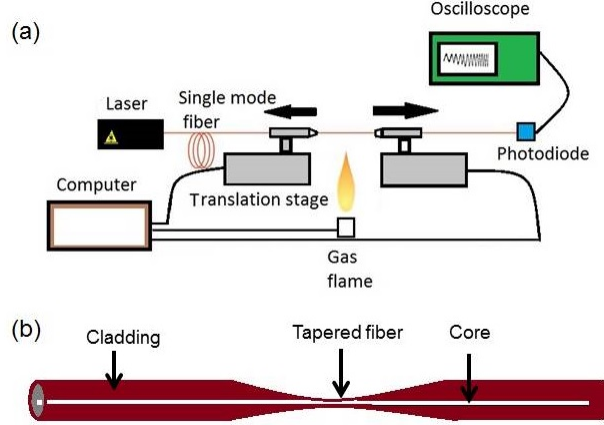 (a)
Oscilloscope
Laser
Single mode
fiber
Photodiode
Computer
Translation stage
Gas
flame
(b)
Cladding
Tapered fiber
Core